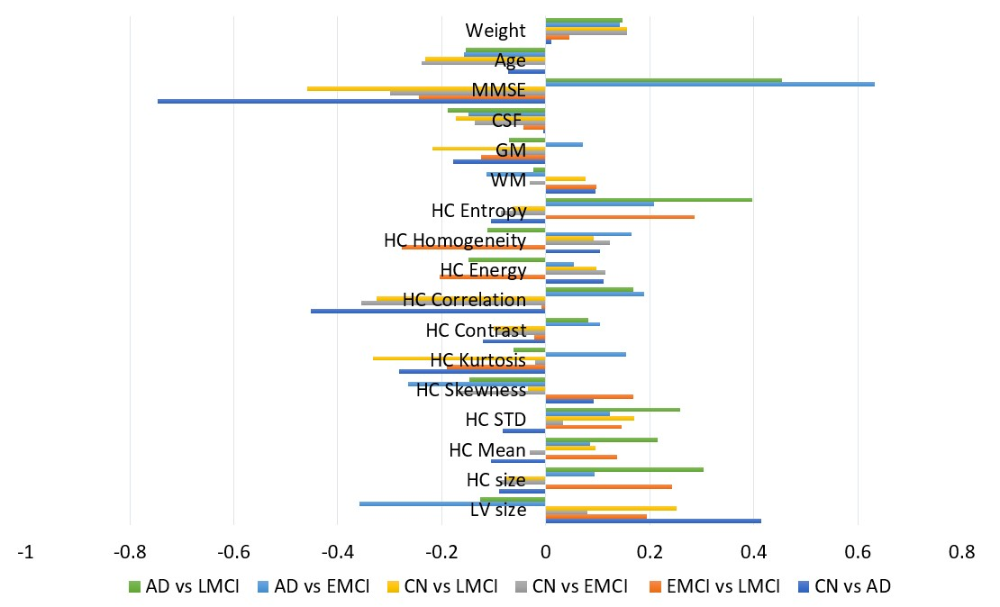 Weight
Age
MMSE
CSF
GM
WM
HC Entropy
HC Homogeneity
HC Energy
HC Correlation
HC Contrast
HC Kurtosis
HC Skewness
HC STD
HC Mean
HC size
LV size
-1 -0.8 -0.6 -0.4 -0.2 0 0.2 0.4 0.6 0.8
AD vs LMCI AD vs EMCI CN vs LMCI CN vs EMCI EMCI vs LMCI CN vs AD